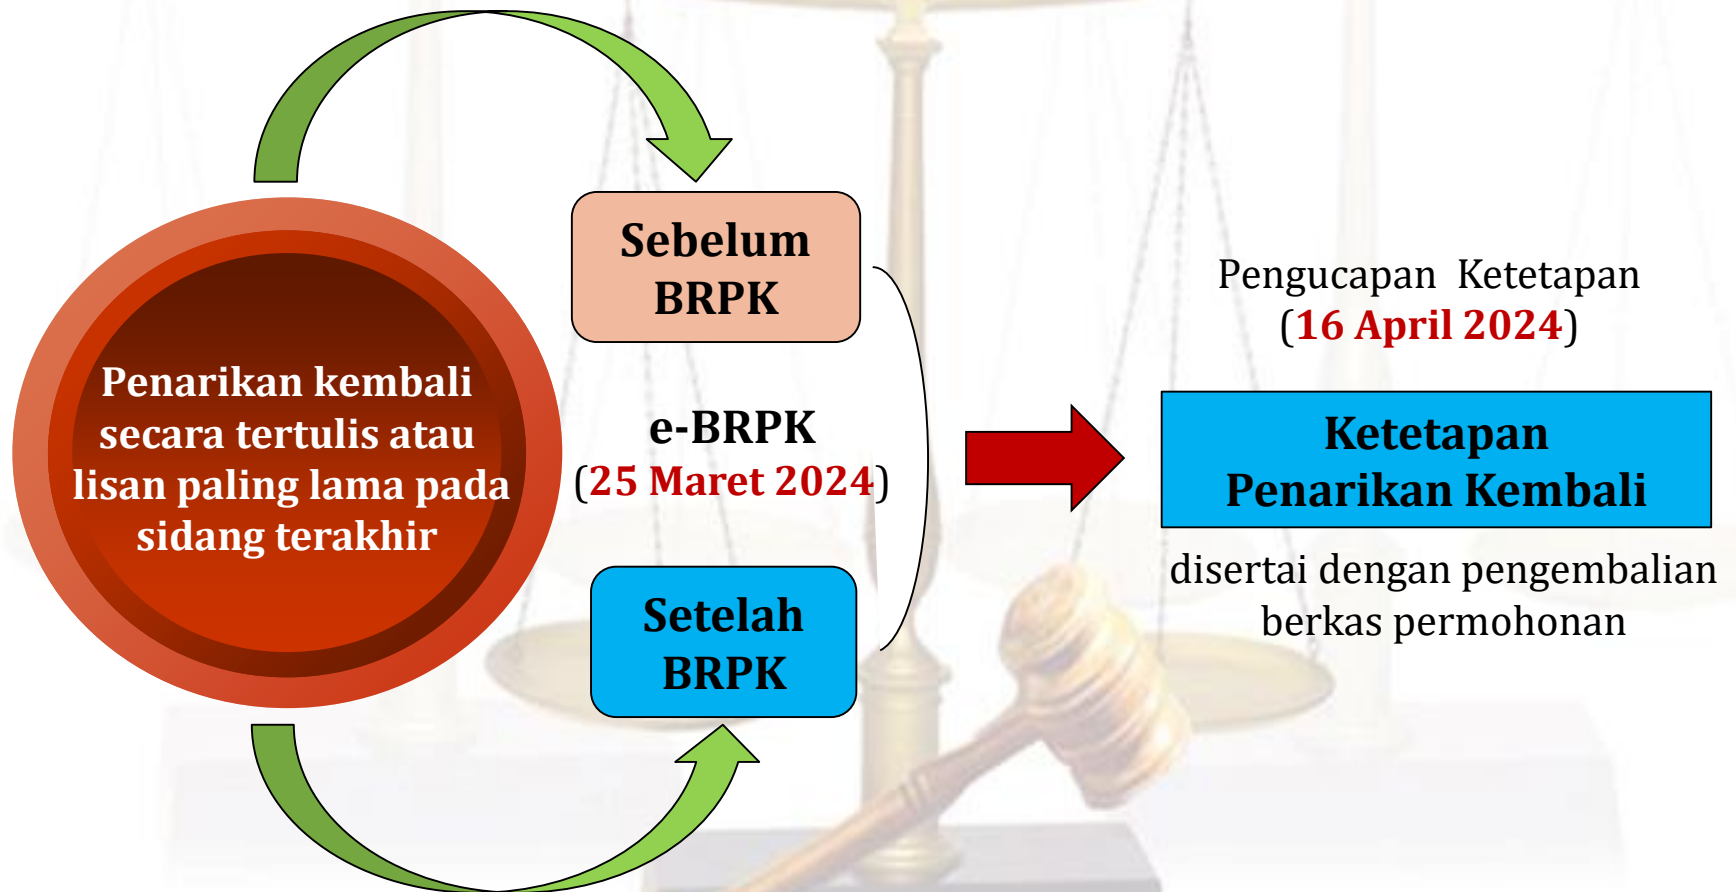 Penarikan kembali
secara tertulis atau
lisan paling lama pada
sidang terakhir
Sebelum
BRPK
e-BRPK
(25 Maret 2024)
Setelah
BRPK
Pengucapan Ketetapan
(16 April 2024)
Ketetapan
Penarikan Kembali
disertai dengan pengembalian
berkas permohonan